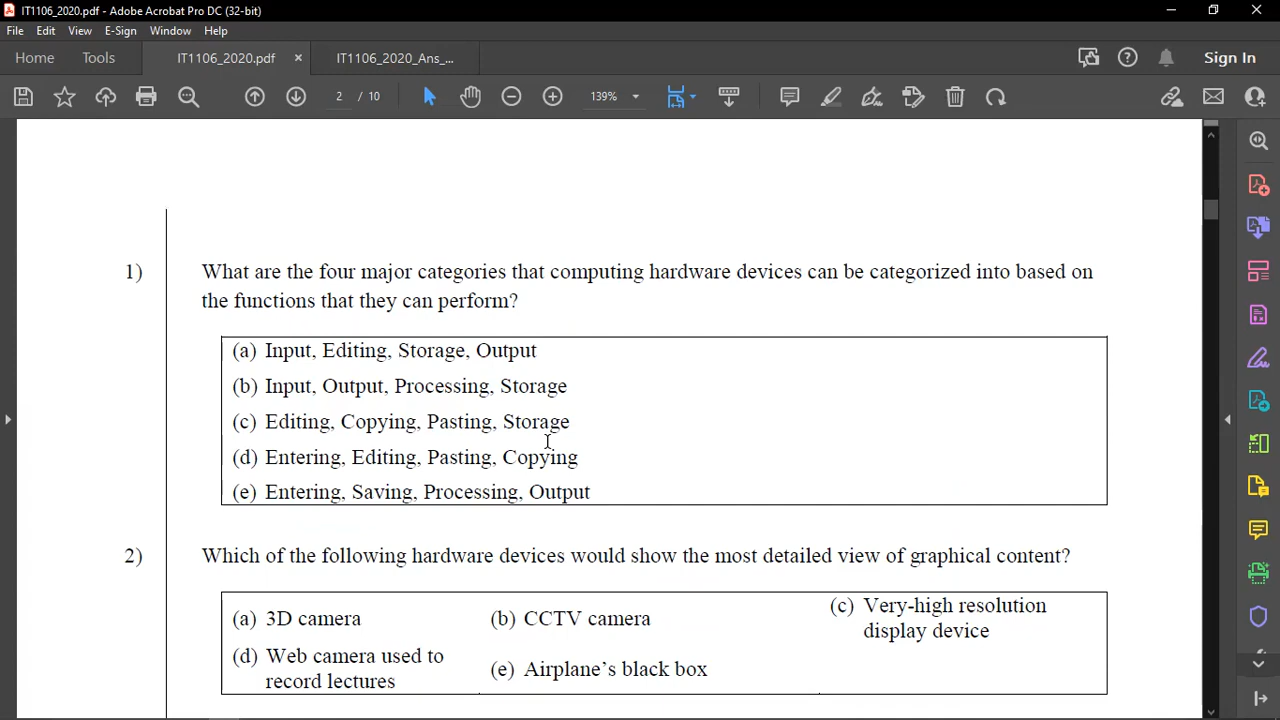 IT1106_2020.pdf - Adobe Acrobat Pro DC (32-bit)
File Edit View E-Sign Window Help
Home Tools IT1106_2020.pdf × IT1106_2020_Ans_... Sign In
2 / 10 139%
1) What are the four major categories that computing hardware devices can be categorized into based on
the functions that they can perform?
(a) Input, Editing, Storage, Output
(b) Input, Output, Processing, Storage
(c) Editing, Copying, Pasting, Storage
(d) Entering, Editing, Pasting, Copying
(e) Entering, Saving, Processing, Output
2) Which of the following hardware devices would show the most detailed view of graphical content?
(a) 3D camera (b) CCTV camera (c) Very-high resolution
display device
(d) Web camera used to
record lectures (e) Airplane’s black box